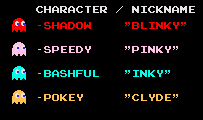 CHARACTER / NICKNAME
-SHADOW "BLINKY"
-SPEEDY "PINKY"
-BASHFUL "INKY"
-POKEY "CLYDE"